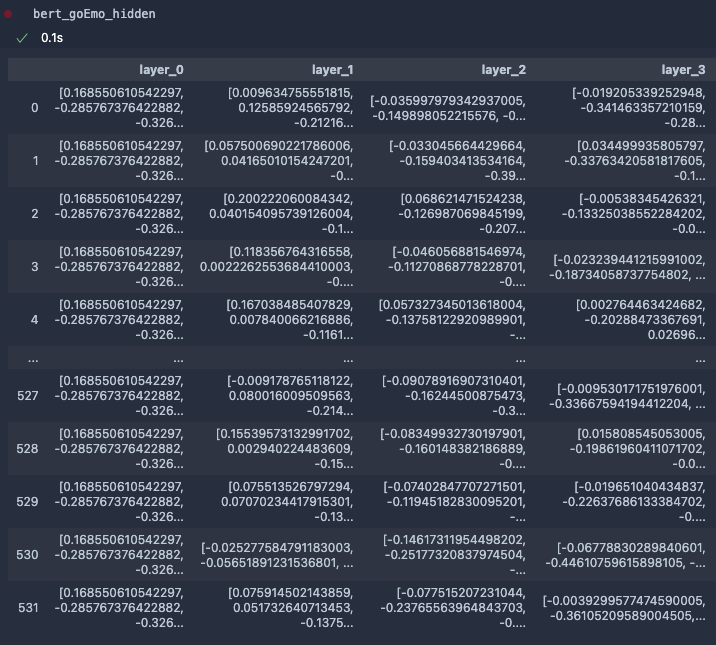 bert_goEmo_hidden
0.1s
layer_0 layer_1 layer_2 layer_3
0 [0.168550610542297, -0.285767376422882, -0.326... [0.009634755551815, 0.12585924565792, -0.21216... [-0.035997979342937005, -0.149898052215576, -0... [-0.019205339252948, -0.341463357210159, -0.28...
1 [0.168550610542297, -0.285767376422882, -0.326... [0.057500690221786006, 0.04165010154247201, -0... [-0.033045664429664, -0.159403413534164, -0.39... [0.034499935805797, -0.33763420581817605, -0.1...
2 [0.168550610542297, -0.285767376422882, -0.326... [0.200222060084342, 0.040154095739126004, -0.1... [0.068621471524238, -0.126987069845199, -0.207... [-0.00538345426321, -0.13325038552284202, -0.0...
3 [0.168550610542297, -0.285767376422882, -0.326... [0.118356764316558, 0.0022262553684410003, -0.... [-0.046056881546974, -0.11270868778228701, -0.... [-0.023239441215991002, -0.18734058737754802, ...
4 [0.168550610542297, -0.285767376422882, -0.326... [0.167038485407829, 0.007840066216886, -0.1161... [0.057327345013618004, -0.13758122920989901, -... [0.002764463424682, -0.20288473367691, 0.02696...
... ... ... ... ...
527 [0.168550610542297, -0.285767376422882, -0.326... [-0.009178765118122, 0.080016009509563, -0.214... [-0.09078916907310401, -0.16244500875473, -0.3... [-0.009530171751976001, -0.33667594194412204, ...
528 [0.168550610542297, -0.285767376422882, -0.326... [0.15539573132991702, 0.002940224483609, -0.15... [-0.08349932730197901, -0.160148382186889, -0.... [0.015808545053005, -0.19861960411071702, -0.0...
529 [0.168550610542297, -0.285767376422882, -0.326... [0.075513526797294, 0.07070234417915301, -0.13... [-0.07402847707271501, -0.11945182830095201, -... [-0.019651040434837, -0.22637686133384702, -0....
530 [0.168550610542297, -0.285767376422882, -0.326... [-0.025277584791183003, -0.05651891231536801, ... [-0.14617311954498202, -0.25177320837974504, -... [-0.06778830289840601, -0.44610759615898105, -...
531 [0.168550610542297, -0.285767376422882, -0.326... [0.075914502143859, 0.051732640713453, -0.1375... [-0.077515207231044, -0.23765563964843703, -0.... [-0.0039299577474590005, -0.36105209589004505,...